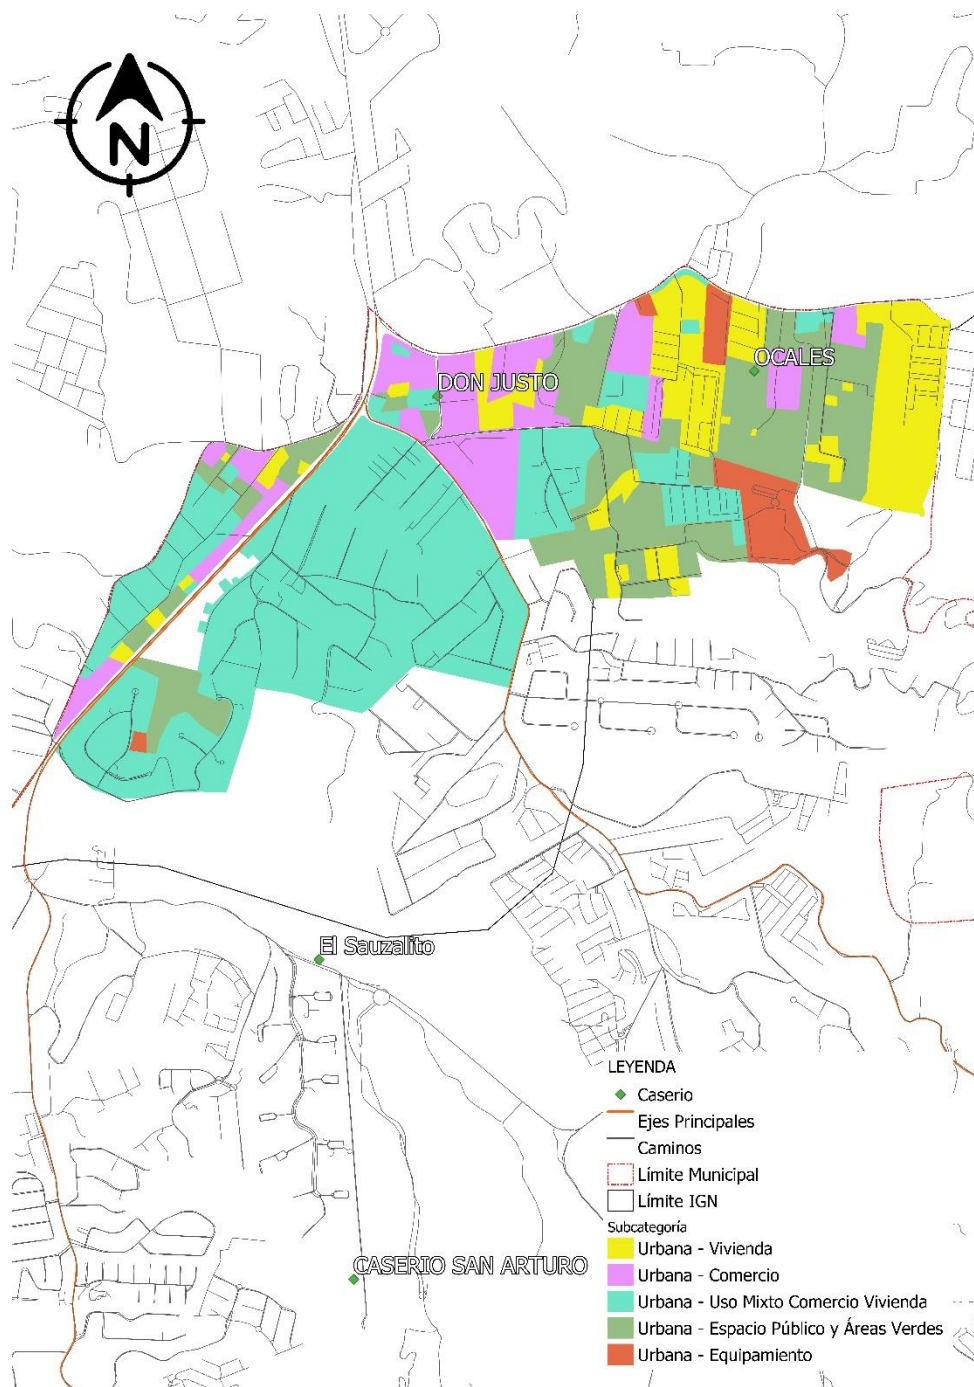 N
OCALES
DON JUSTO
El Sauzalito
CASERIO SAN ARTURO
LEYENDA
Caserio
Ejes Principales
Caminos
Límite Municipal
Límite IGN
Subcategoría
Urbana - Vivienda
Urbana - Comercio
Urbana - Uso Mixto Comercio Vivienda
Urbana - Espacio Público y Áreas Verdes
Urbana - Equipamiento